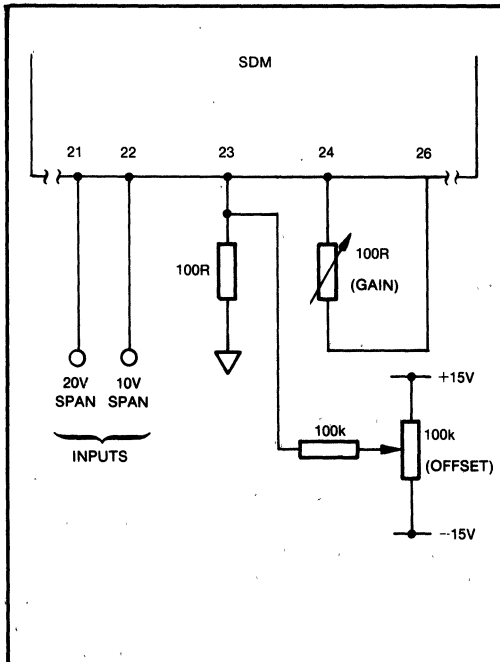 SDM
21 22 23 24 26
100R
100R
(GAIN)
20V
SPAN
10V
SPAN
INPUTS
+15V
100k
100k
(OFFSET)
-15V